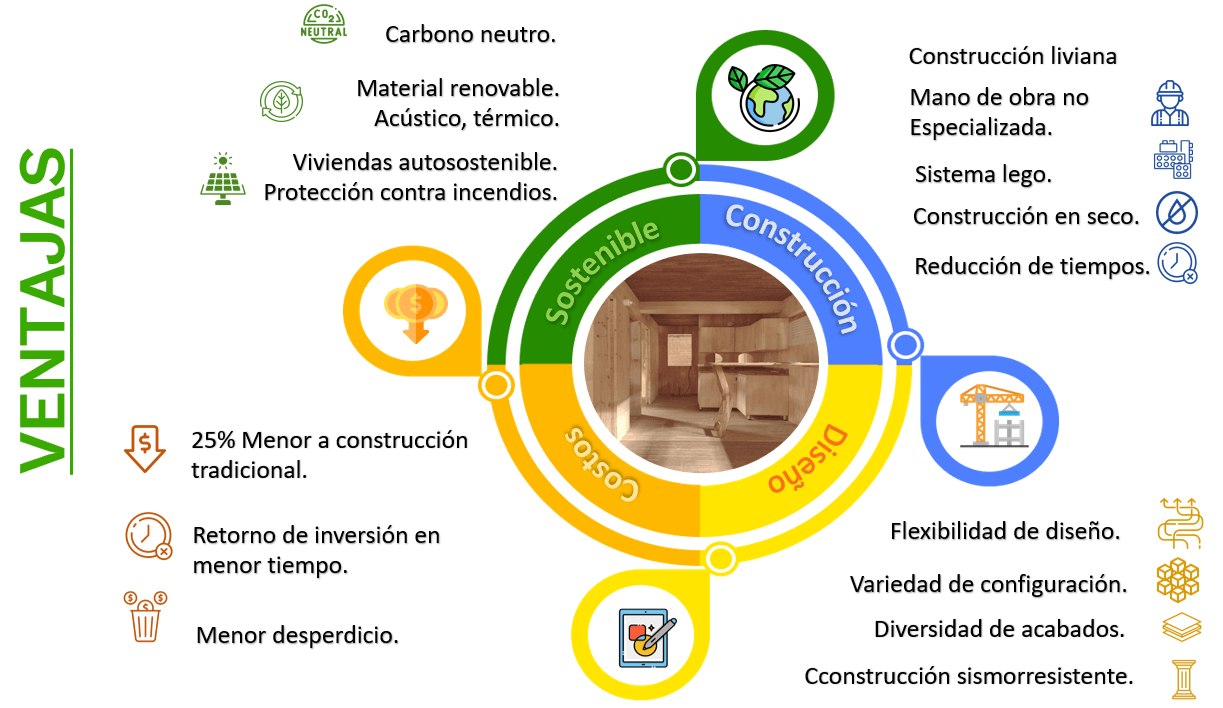 VENTAJAS
CO2
NEUTRAL
Carbono neutro.
Material renovable.
Acústico, térmico.
Viviendas autosostenible.
Protección contra incendios.
Construcción liviana
Mano de obra no
Especializada.
Sistema lego.
Construcción en seco.
Reducción de tiempos.
Sostenible
Construcción
Costos
Diseño
25% Menor a construcción
tradicional.
Retorno de inversión en
menor tiempo.
Menor desperdicio.
Flexibilidad de diseño.
Variedad de configuración.
Diversidad de acabados.
Cconstrucción sismorresistente.